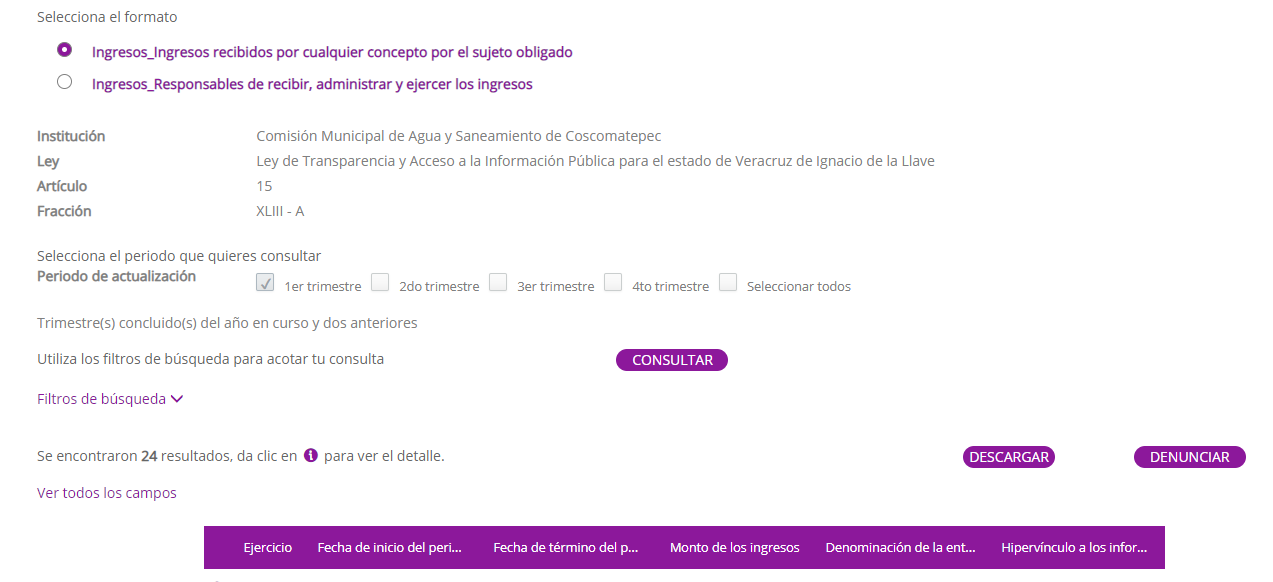 Selecciona el formato
Ingresos_Ingresos recibidos por cualquier concepto por el sujeto obligado
Ingresos_Responsables de recibir, administrar y ejercer los ingresos
Institución Comisión Municipal de Agua y Saneamiento de Coscomatepec
Ley Ley de Transparencia y Acceso a la Información Pública para el estado de Veracruz de Ignacio de la Llave
Artículo 15
Fracción XLIII - A
Selecciona el periodo que quieres consultar
Periodo de actualización 1er trimestre 2do trimestre 3er trimestre 4to trimestre Seleccionar todos
Trimestre(s) concluido(s) del año en curso y dos anteriores
Utiliza los filtros de búsqueda para acotar tu consulta CONSULTAR
Filtros de búsqueda
Se encontraron 24 resultados, da clic en i para ver el detalle. DESCARGAR DENUNCIAR
Ver todos los campos
Ejercicio Fecha de inicio del peri... Fecha de término del p... Monto de los ingresos Denominación de la ent... Hipervínculo a los infor...